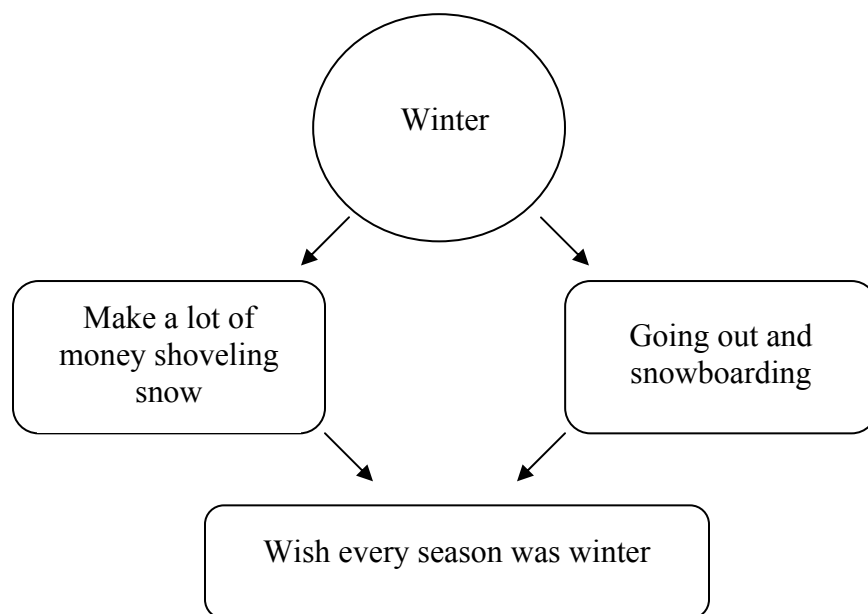 Winter
Make a lot of
money shoveling
snow
Going out and
snowboarding
Wish every season was winter